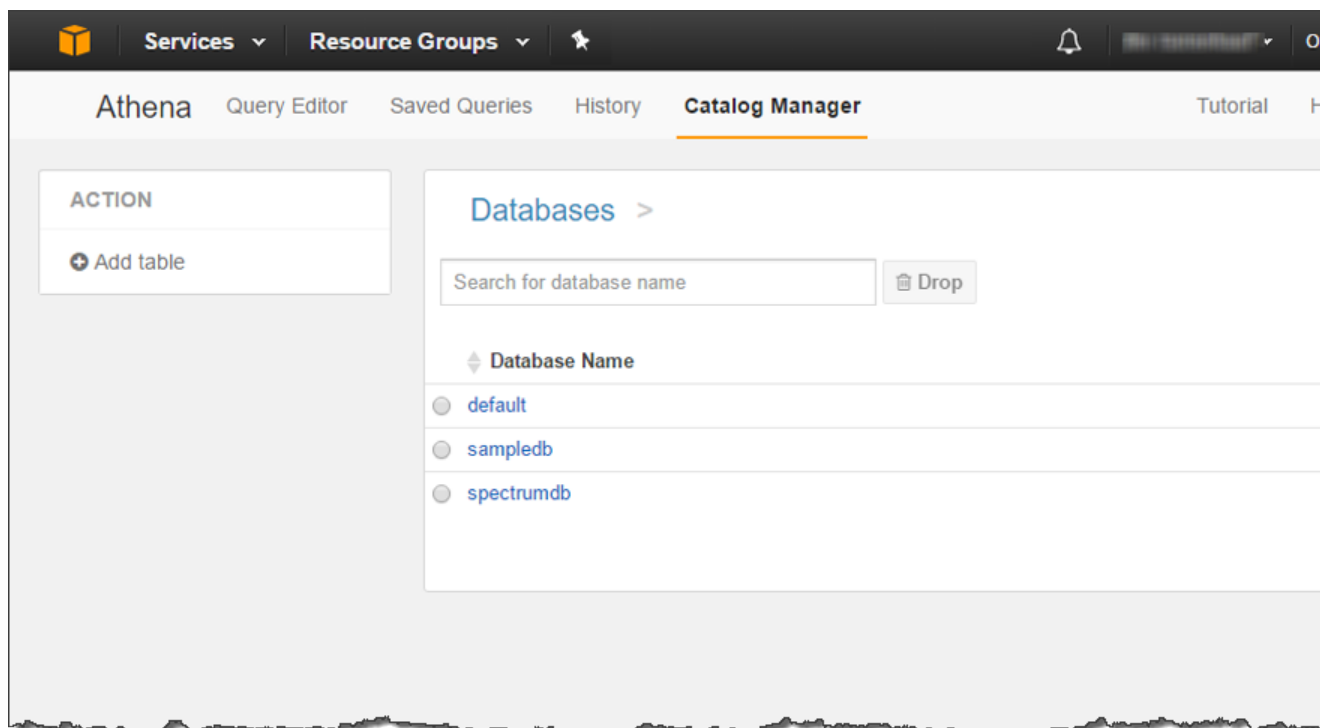 Services Resource Groups
Athena Query Editor Saved Queries History Catalog Manager Tutorial
ACTION
Add table
Databases >
Search for database name Drop
Database Name
default
sampledb
spectrumdb